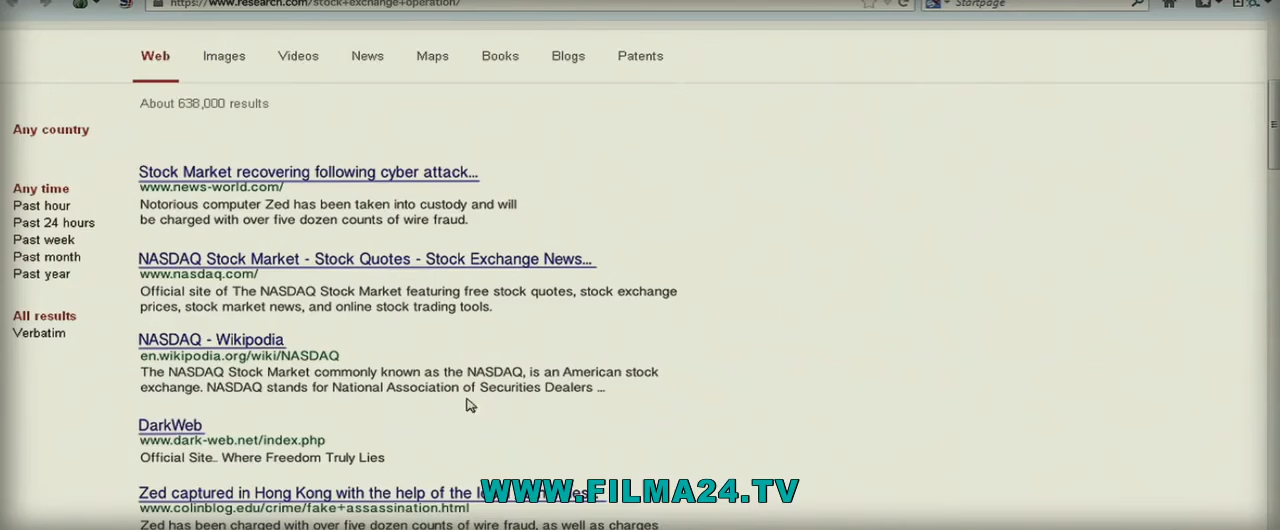 https://www.research.com/stock+exchange+operation/
Startpage
Web Images Videos News Maps Books Blogs Patents
About 638,000 results
Any country
Any time
Past hour
Past 24 hours
Past week
Past month
Past year
All results
Verbatim
Stock Market recovering following cyber attack...
www.news-world.com/
Notorious computer Zed has been taken into custody and will
be charged with over five dozen counts of wire fraud.
NASDAQ Stock Market - Stock Quotes - Stock Exchange News...
www.nasdaq.com/
Official site of The NASDAQ Stock Market featuring free stock quotes, stock exchange
prices, stock market news, and online stock trading tools.
NASDAQ - Wikipodia
en.wikipodia.org/wiki/NASDAQ
The NASDAQ Stock Market commonly known as the NASDAQ, is an American stock
exchange. NASDAQ stands for National Association of Securities Dealers ...
DarkWeb
www.dark-web.net/index.php
Official Site.. Where Freedom Truly Lies
Zed captured in Hong Kong with the help of the
WWW.FILMA24.TV
www.colinblog.edu/crime/fake+assassination.html
Zed has been charged with over five dozen counts of wire fraud, as well as charges